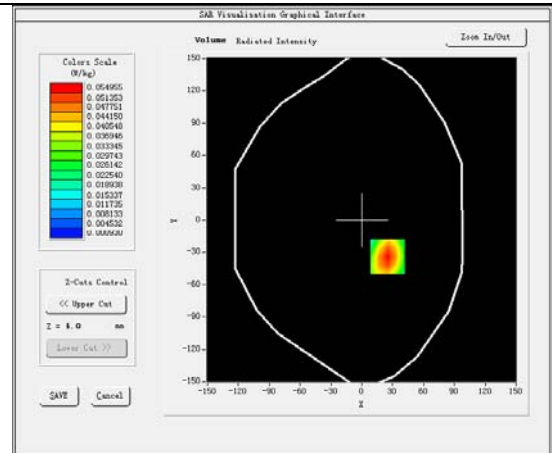 SAR Visualisation Graphical Interface
Volume Radiated Intensity
Zoom In/Out
Colors Scale
(W/kg)
0.054955
0.051353
0.047751
0.044150
0.040548
0.036946
0.033345
0.029743
0.026142
0.022540
0.018938
0.015337
0.011735
0.008133
0.004532
0.000930
Z-Cuts Control
<< Upper Cut
Z = 4.0 mm
Lower Cut >>
SAVE
Cancel
150
120
90
60
30
0
-30
-60
-90
-120
-150
Y
-150 -120 -90 -60 -30 0 30 60 90 120 150
X